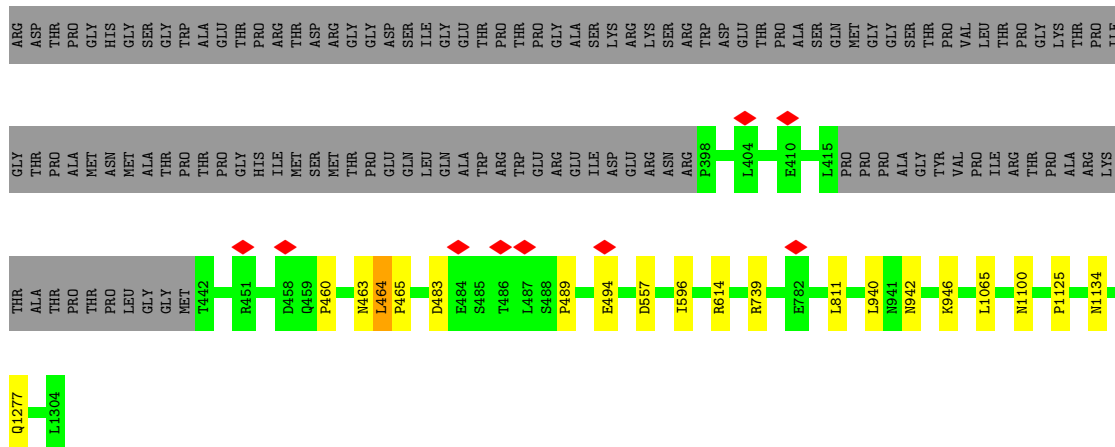 ARG ASP THR PRO GLY HIS GLY SER GLY TRP ALA GLU THR PRO ARG THR ASP ARG GLY GLY ASP SER ILE GLY GLU THR PRO THR PRO GLY ALA SER LYS ARG LYS SER ARG TRP ASP GLU THR PRO ALA SER GLN MET GLY GLY SER THR PRO VAL LEU THR PRO GLY LYS THR PRO ILE
GLY THR PRO ALA MET ASN MET MET ALA THR PRO THR PRO GLY HIS ILE MET SER MET THR PRO GLU GLN LEU GLN ALA TRP ARG TRP GLU ARG GLU ILE ASP GLU ARG ASN ARG P398 L404 E410 L415 PRO PRO PRO ALA GLY TYR VAL PRO ILE ARG THR PRO ALA ARG LYS
THR ALA THR PRO THR PRO LEU GLY GLY MET T442 R451 D458 Q459 P460 N463 L464 P465 D483 E484 S485 T486 L487 S488 P489 E494 D557 I596 R614 R739 E782 L811 L940 N941 N942 K946 L1065 N1100 P1125 N1134
Q1277 L1304